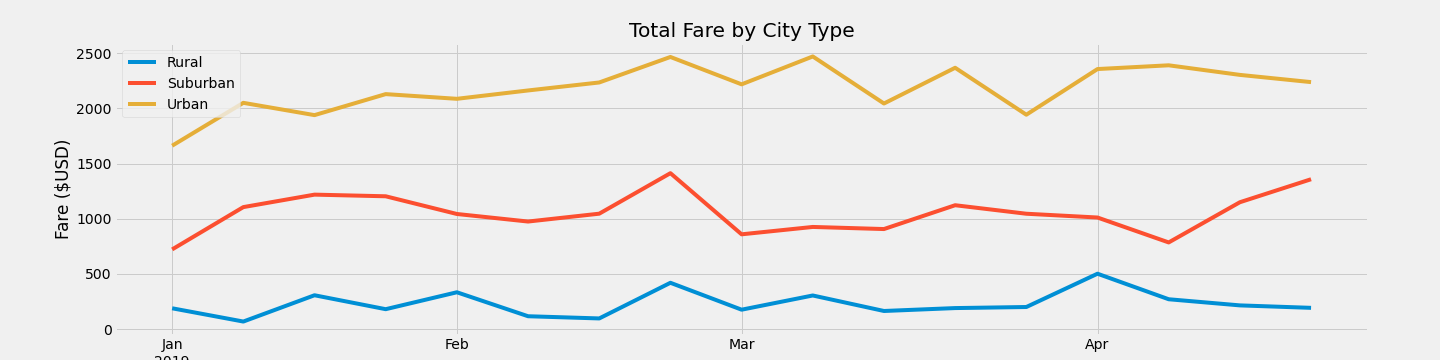 Total Fare by City Type
Rural
Suburban
Urban
Fare ($USD)
2500
2000
1500
1000
500
0
Jan
Feb
Mar
Apr
2019